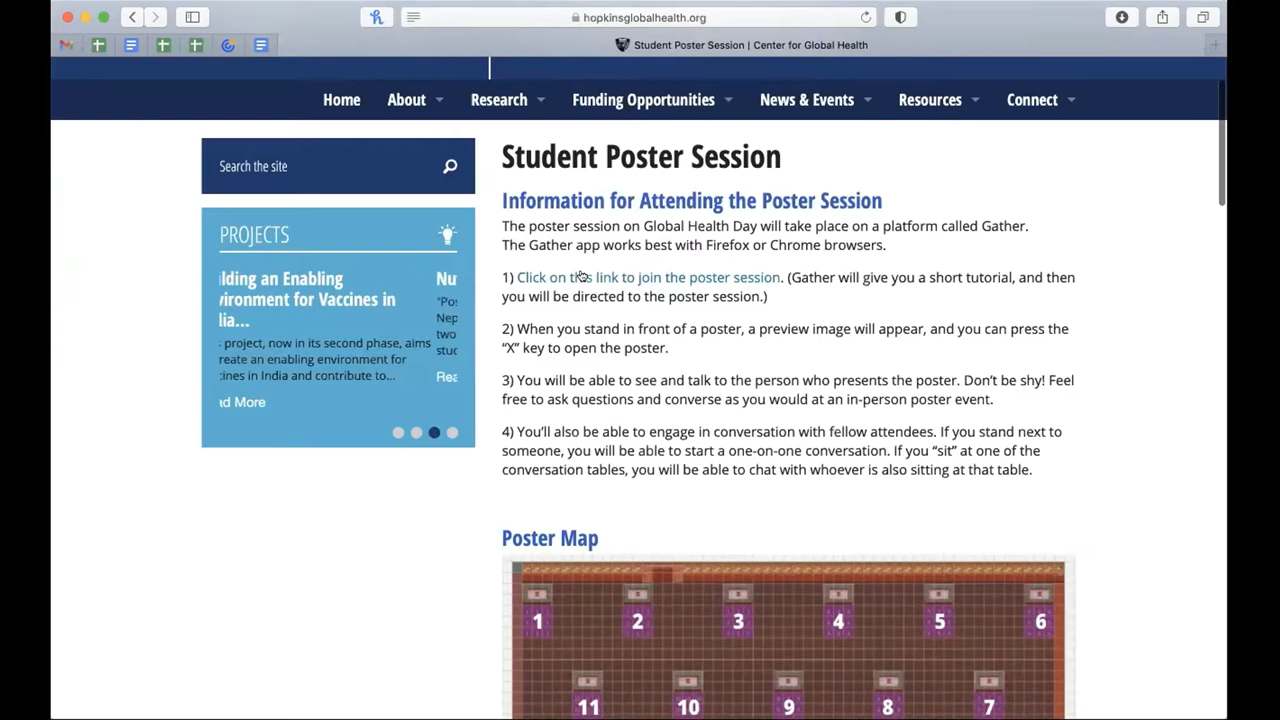 hopkinsglobalhealth.org
Student Poster Session | Center for Global Health
Home About Research Funding Opportunities News & Events Resources Connect
Search the site
PROJECTS
lding an Enabling
vironment for Vaccines in
lia...
project, now in its second phase, aims
reate an enabling environment for
cines in India and contribute to...
ad More
Nu
"Pos
Nep
two
stuc
Rea
Student Poster Session
Information for Attending the Poster Session
The poster session on Global Health Day will take place on a platform called Gather.
The Gather app works best with Firefox or Chrome browsers.
1) Click on this link to join the poster session. (Gather will give you a short tutorial, and then
you will be directed to the poster session.)
2) When you stand in front of a poster, a preview image will appear, and you can press the
“X” key to open the poster.
3) You will be able to see and talk to the person who presents the poster. Don’t be shy! Feel
free to ask questions and converse as you would at an in-person poster event.
4) You’ll also be able to engage in conversation with fellow attendees. If you stand next to
someone, you will be able to start a one-on-one conversation. If you “sit” at one of the
conversation tables, you will be able to chat with whoever is also sitting at that table.
Poster Map
1 2 3 4 5 6
11 10 9 8 7